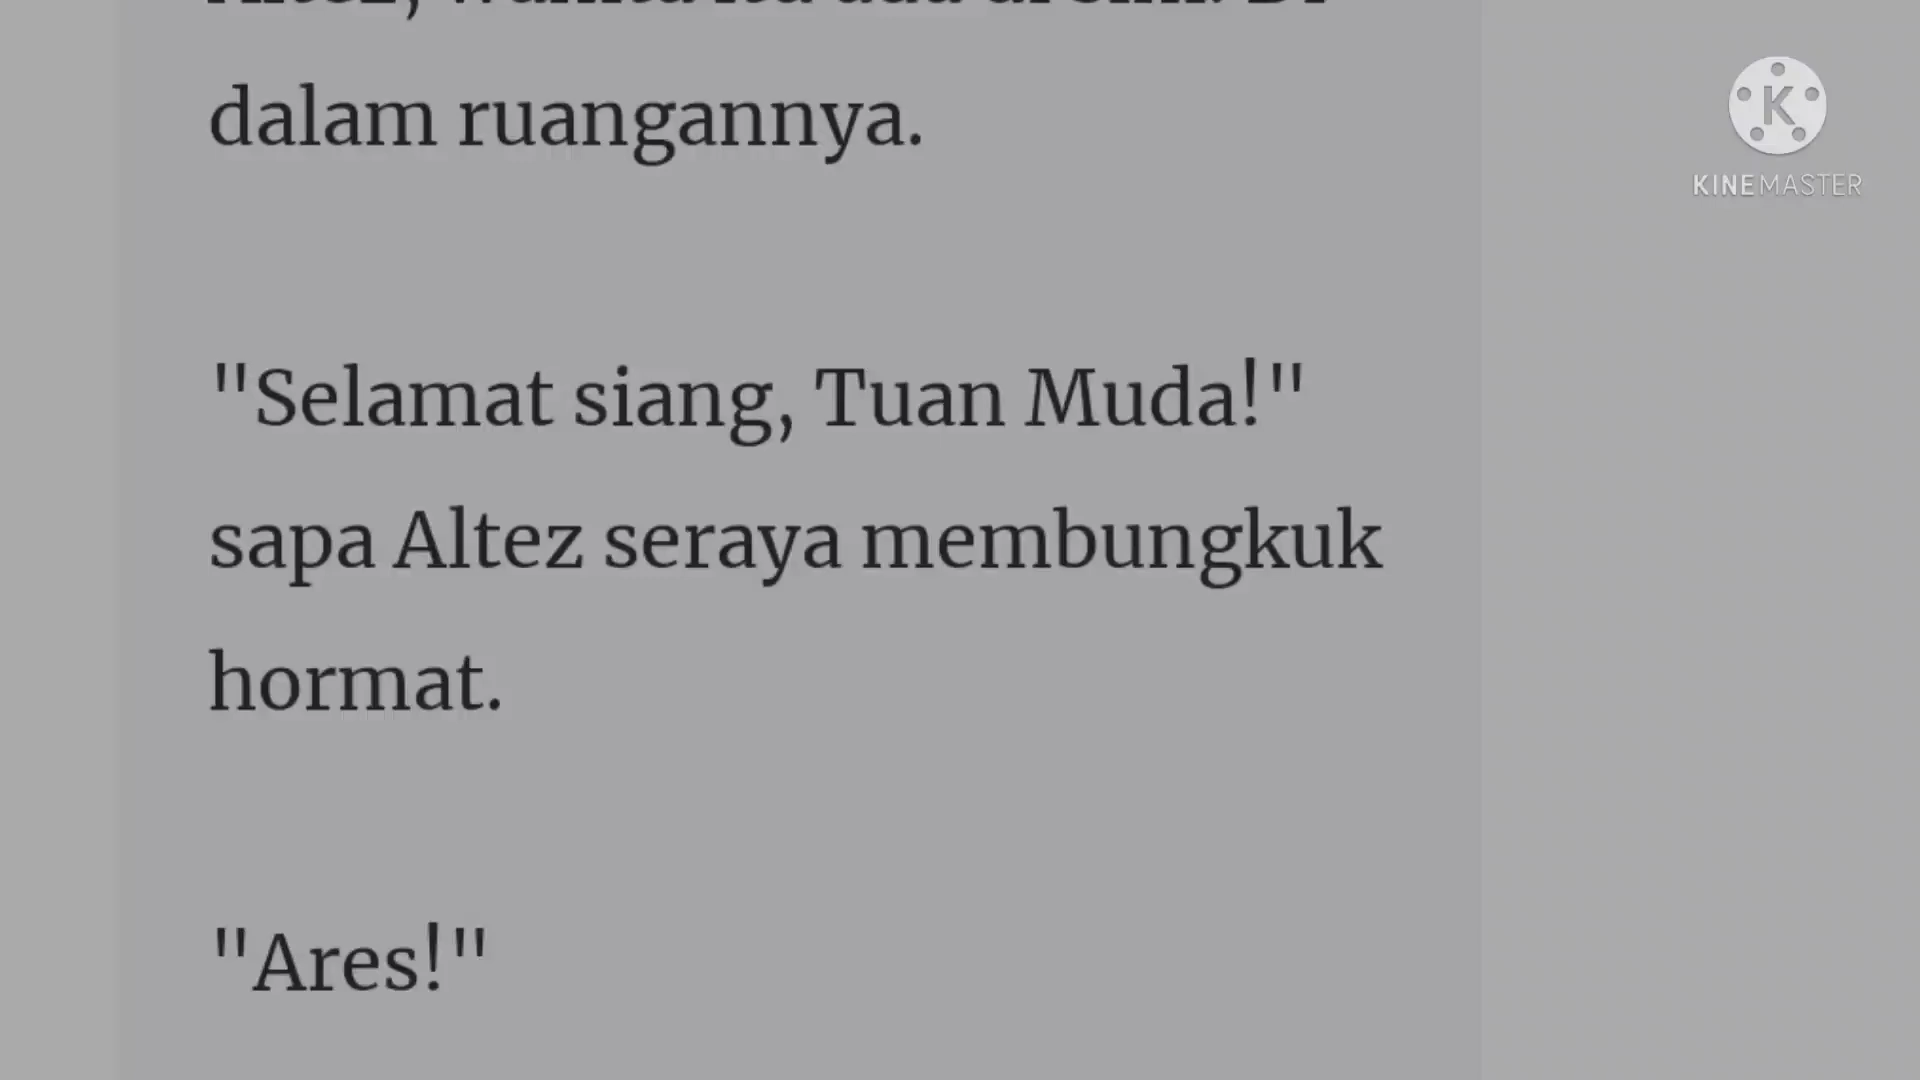 dalam ruangannya.
"Selamat siang, Tuan Muda!"
sapa Altez seraya membungkuk
hormat.
"Ares!"
K
KINEMASTER